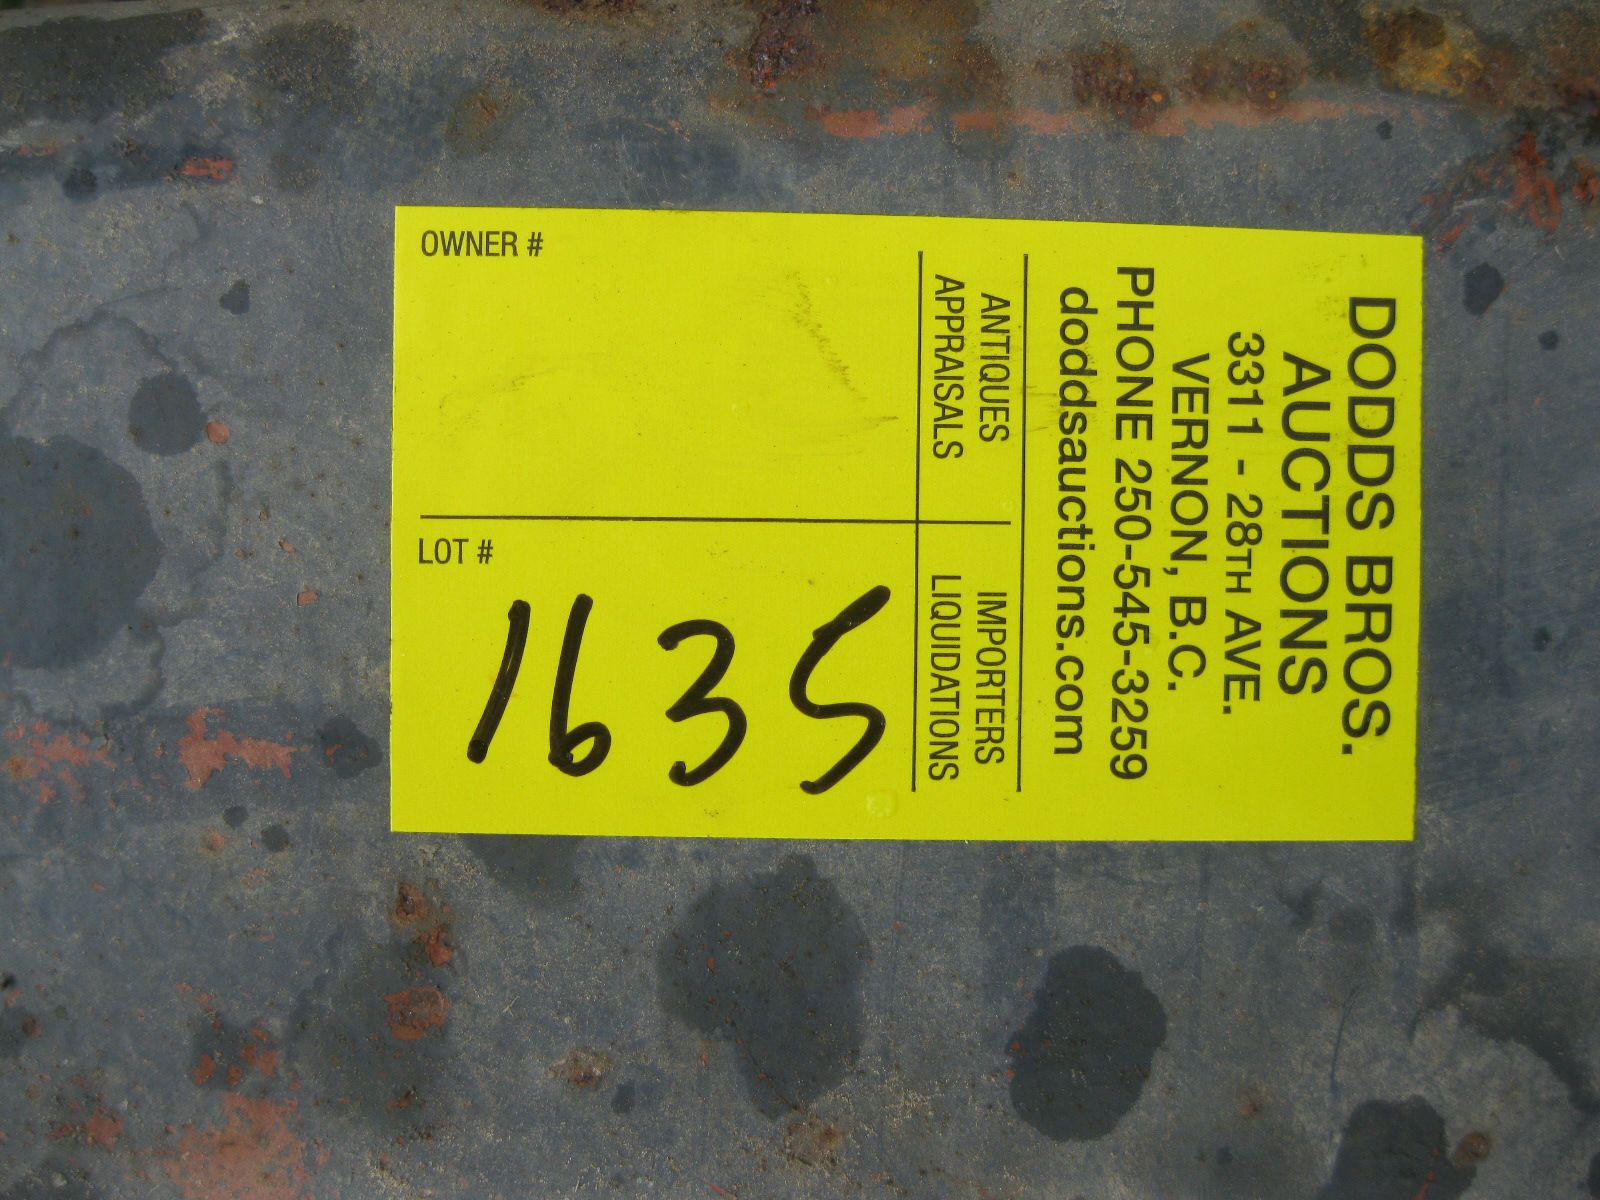 DODDS BROS.
AUCTIONS
3311 - 28TH AVE.
VERNON, B.C.
PHONE 250-545-3259
doddsauctions.com
ANTIQUES
APPRAISALS
IMPORTERS
LIQUIDATIONS
OWNER #
LOT #
1635